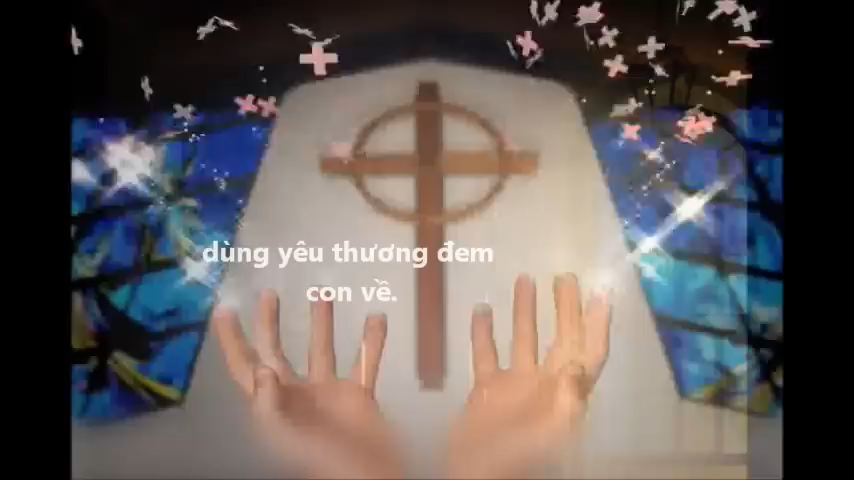 dùng yêu thương đem
con về.